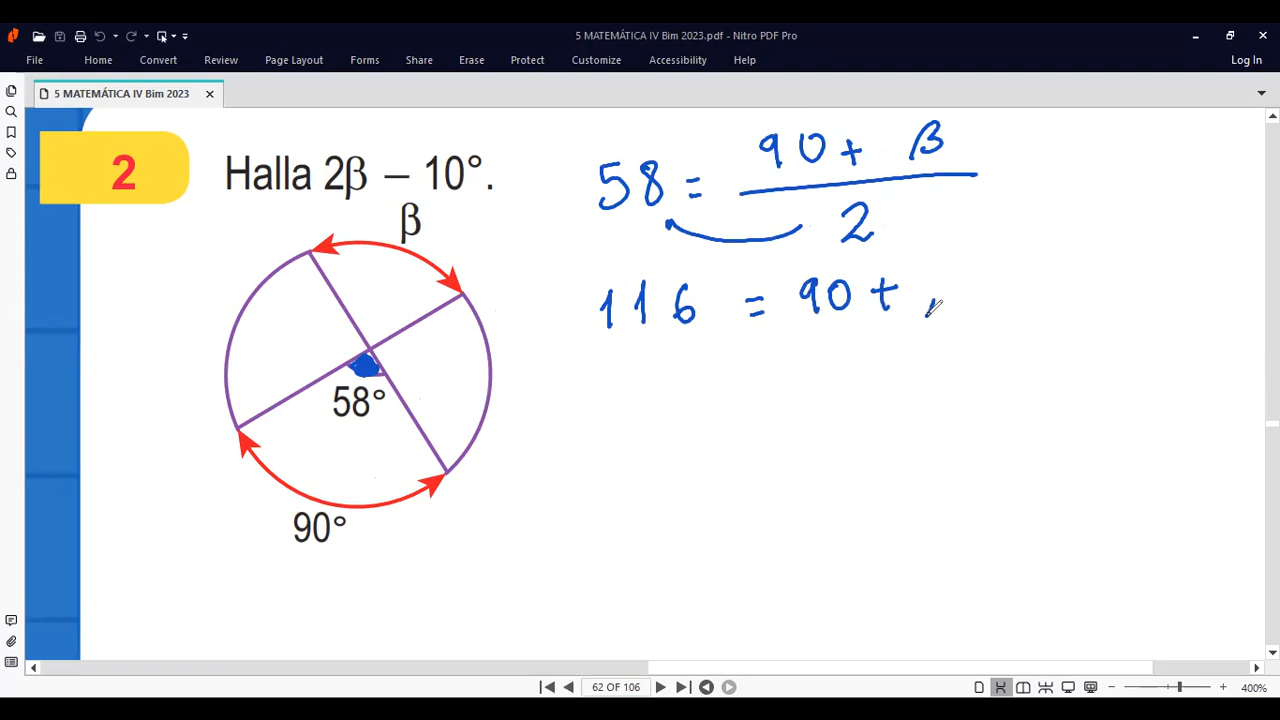 5 MATEMÁTICA IV Bim 2023.pdf - Nitro PDF Pro
File Home Convert Review Page Layout Forms Share Erase Protect Customize Accessibility Help Log In
5 MATEMÁTICA IV Bim 2023
2 Halla 2β – 10°.
β
58°
90°
58 = 90 + β
2
116 = 90 +
62 OF 106
400%